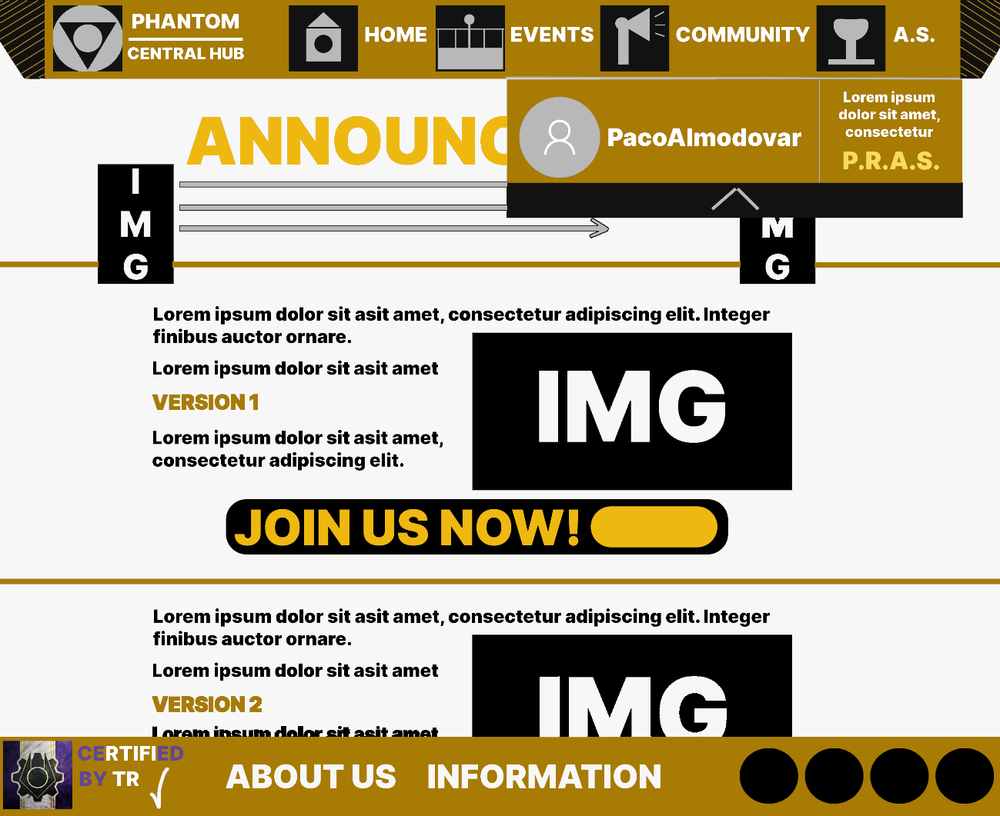 PHANTOM
CENTRAL HUB
HOME
EVENTS
COMMUNITY
A.S.
ANNOUNC
PacoAlmodovar
Lorem ipsum
dolor sit amet,
consectetur
P.R.A.S.
I
M
G
M
G
Lorem ipsum dolor sit asit amet, consectetur adipiscing elit. Integer
finibus auctor ornare.
Lorem ipsum dolor sit asit amet
VERSION 1
Lorem ipsum dolor sit asit amet,
consectetur adipiscing elit.
IMG
JOIN US NOW!
Lorem ipsum dolor sit asit amet, consectetur adipiscing elit. Integer
finibus auctor ornare.
Lorem ipsum dolor sit asit amet
VERSION 2
Lorem ipsum dolor sit asit amet
IMG
CERTIFIED
BY TR
ABOUT US
INFORMATION